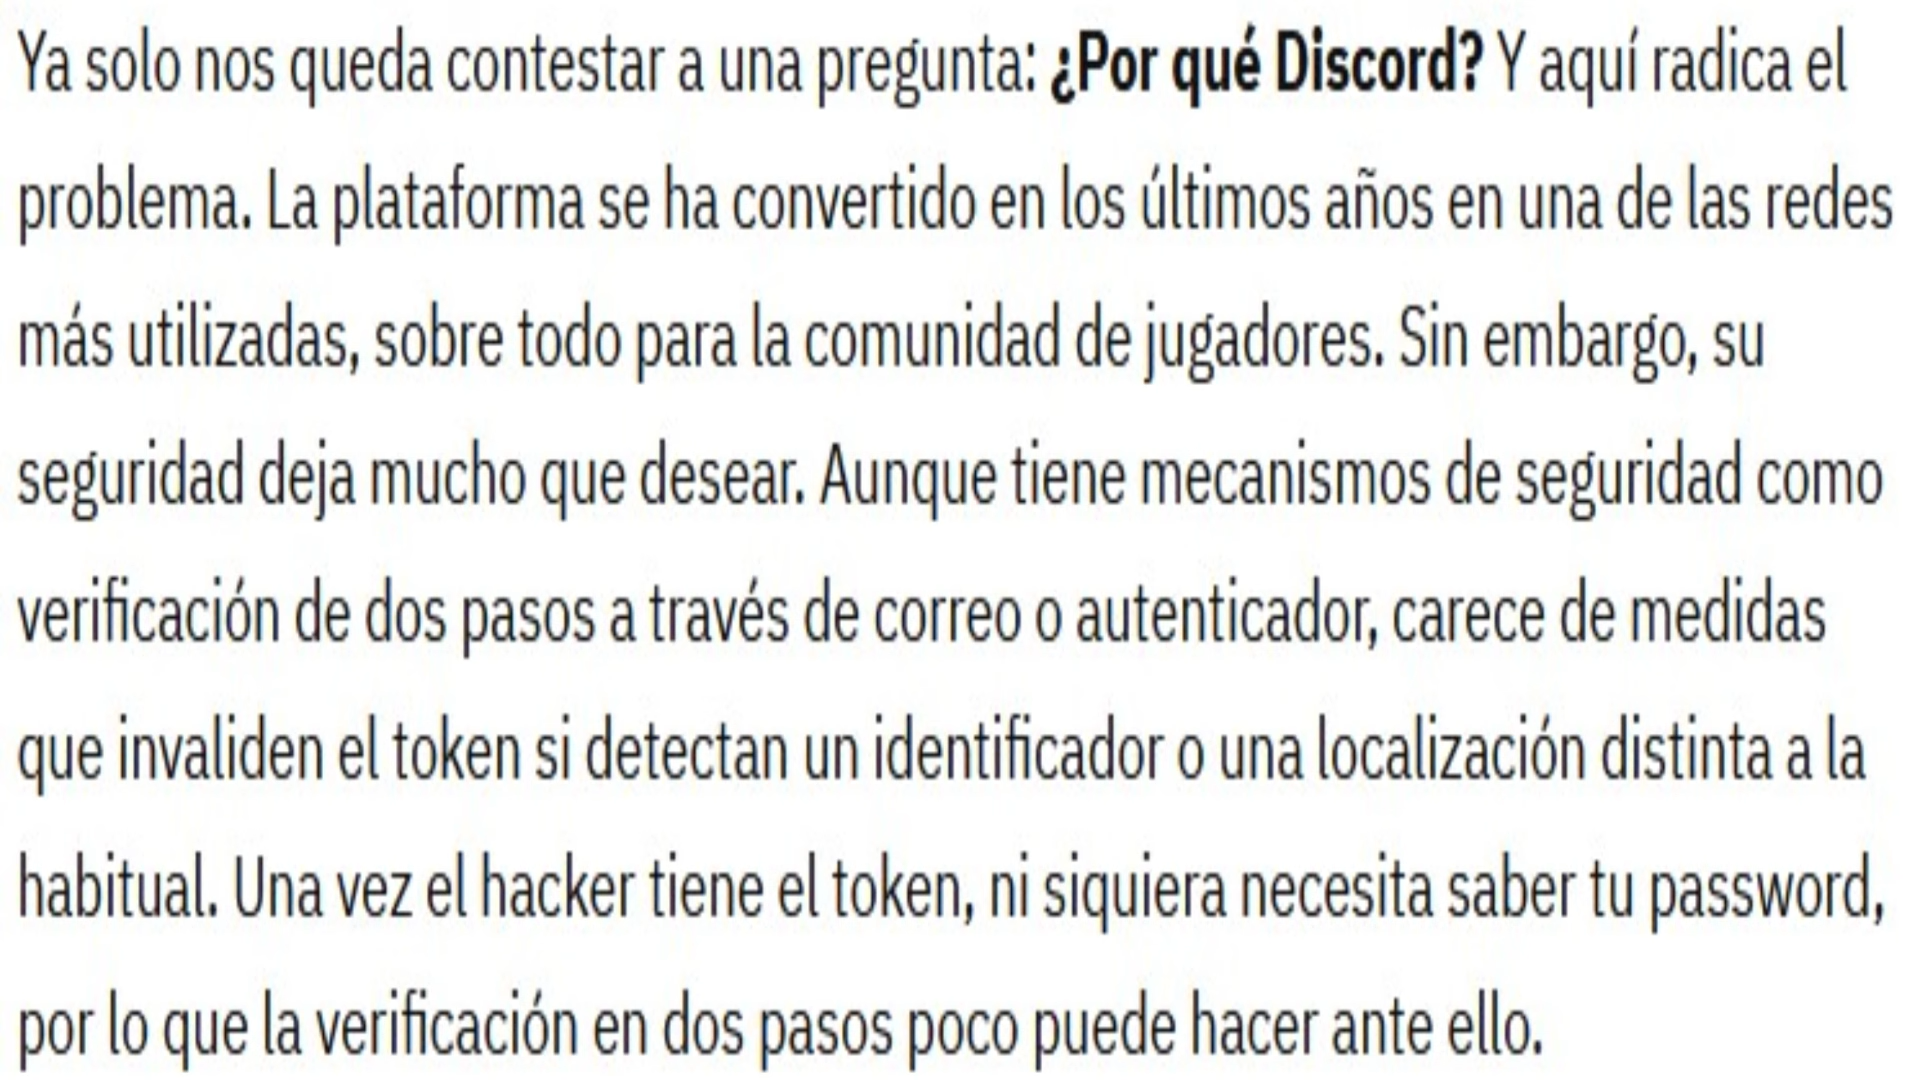 Ya solo nos queda contestar a una pregunta: ¿Por qué Discord? Y aquí radica el
problema. La plataforma se ha convertido en los últimos años en una de las redes
más utilizadas, sobre todo para la comunidad de jugadores. Sin embargo, su
seguridad deja mucho que desear. Aunque tiene mecanismos de seguridad como
verificación de dos pasos a través de correo o autenticador, carece de medidas
que invaliden el token si detectan un identificador o una localización distinta a la
habitual. Una vez el hacker tiene el token, ni siquiera necesita saber tu password,
por lo que la verificación en dos pasos poco puede hacer ante ello.